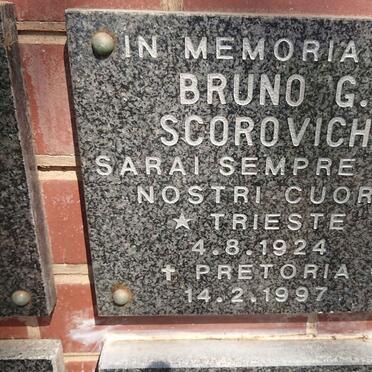 IN MEMORIA
BRUNO G.
SCOROVICH
SARAI SEMPRE
NOSTRI CUOR
★ TRIESTE
4.8.1924
✝ PRETORIA
14.2.1997